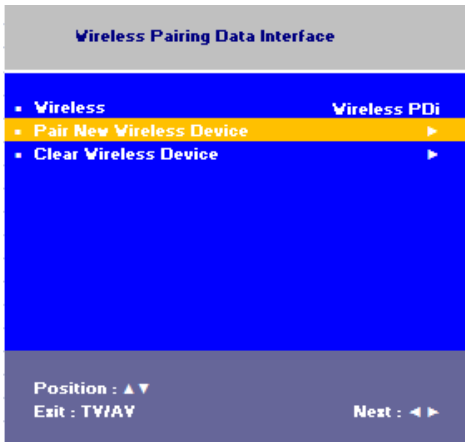 Wireless Pairing Data Interface
▪ Wireless Wireless PDi
▪ Pair New Wireless Device ►
▪ Clear Wireless Device ►
Position : ▲▼
Exit : TV/AV Next : ◄ ►